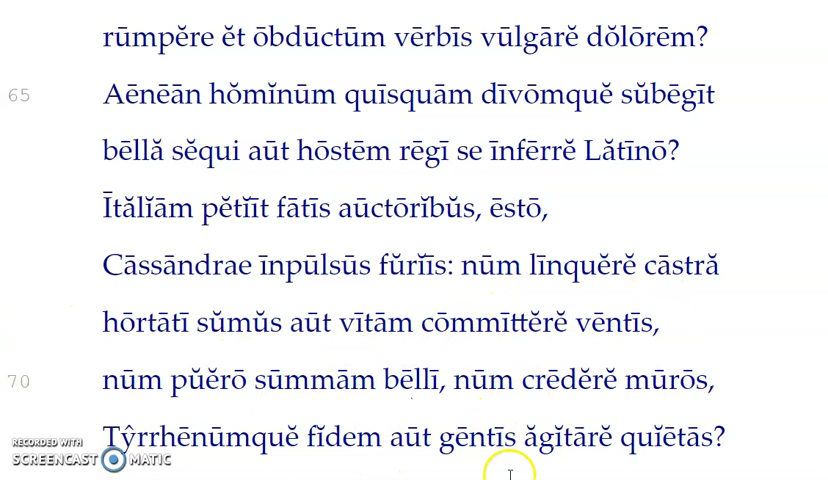 rūmpĕre ĕt ōbdūctūm vērbīs vūlgārĕ dŏlōrēm?
65 Aēnēān hŏmĭnūm quīsquām dīvōmquĕ sŭbēgīt
bēllă sĕqui aūt hōstēm rēgī se īnfērrĕ Lătīnō?
Ītălĭām pĕtĭīt fātīs aūctōrĭbŭs, ēstō,
Cāssāndrae īnpūlsūs fŭrĭīs: nūm līnquĕrĕ cāstră
hōrtātī sŭmŭs aūt vītām cōmmīttĕrĕ vēntīs,
70 nūm pŭĕrō sūmmām bēllī, nūm crēdĕrĕ mūrōs,
Tŷrrhēnūmquĕ fĭdem aūt gēntīs ăgĭtārĕ quĭētās?
RECORDED WITH
SCREENCAST MATIC